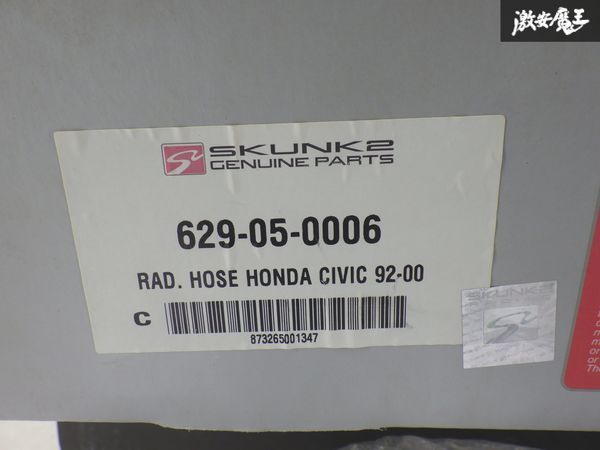 激安魔王
SKUNK2
GENUINE PARTS
629-05-0006
RAD. HOSE HONDA CIVIC 92-00
C
873265001347
SKUNK2